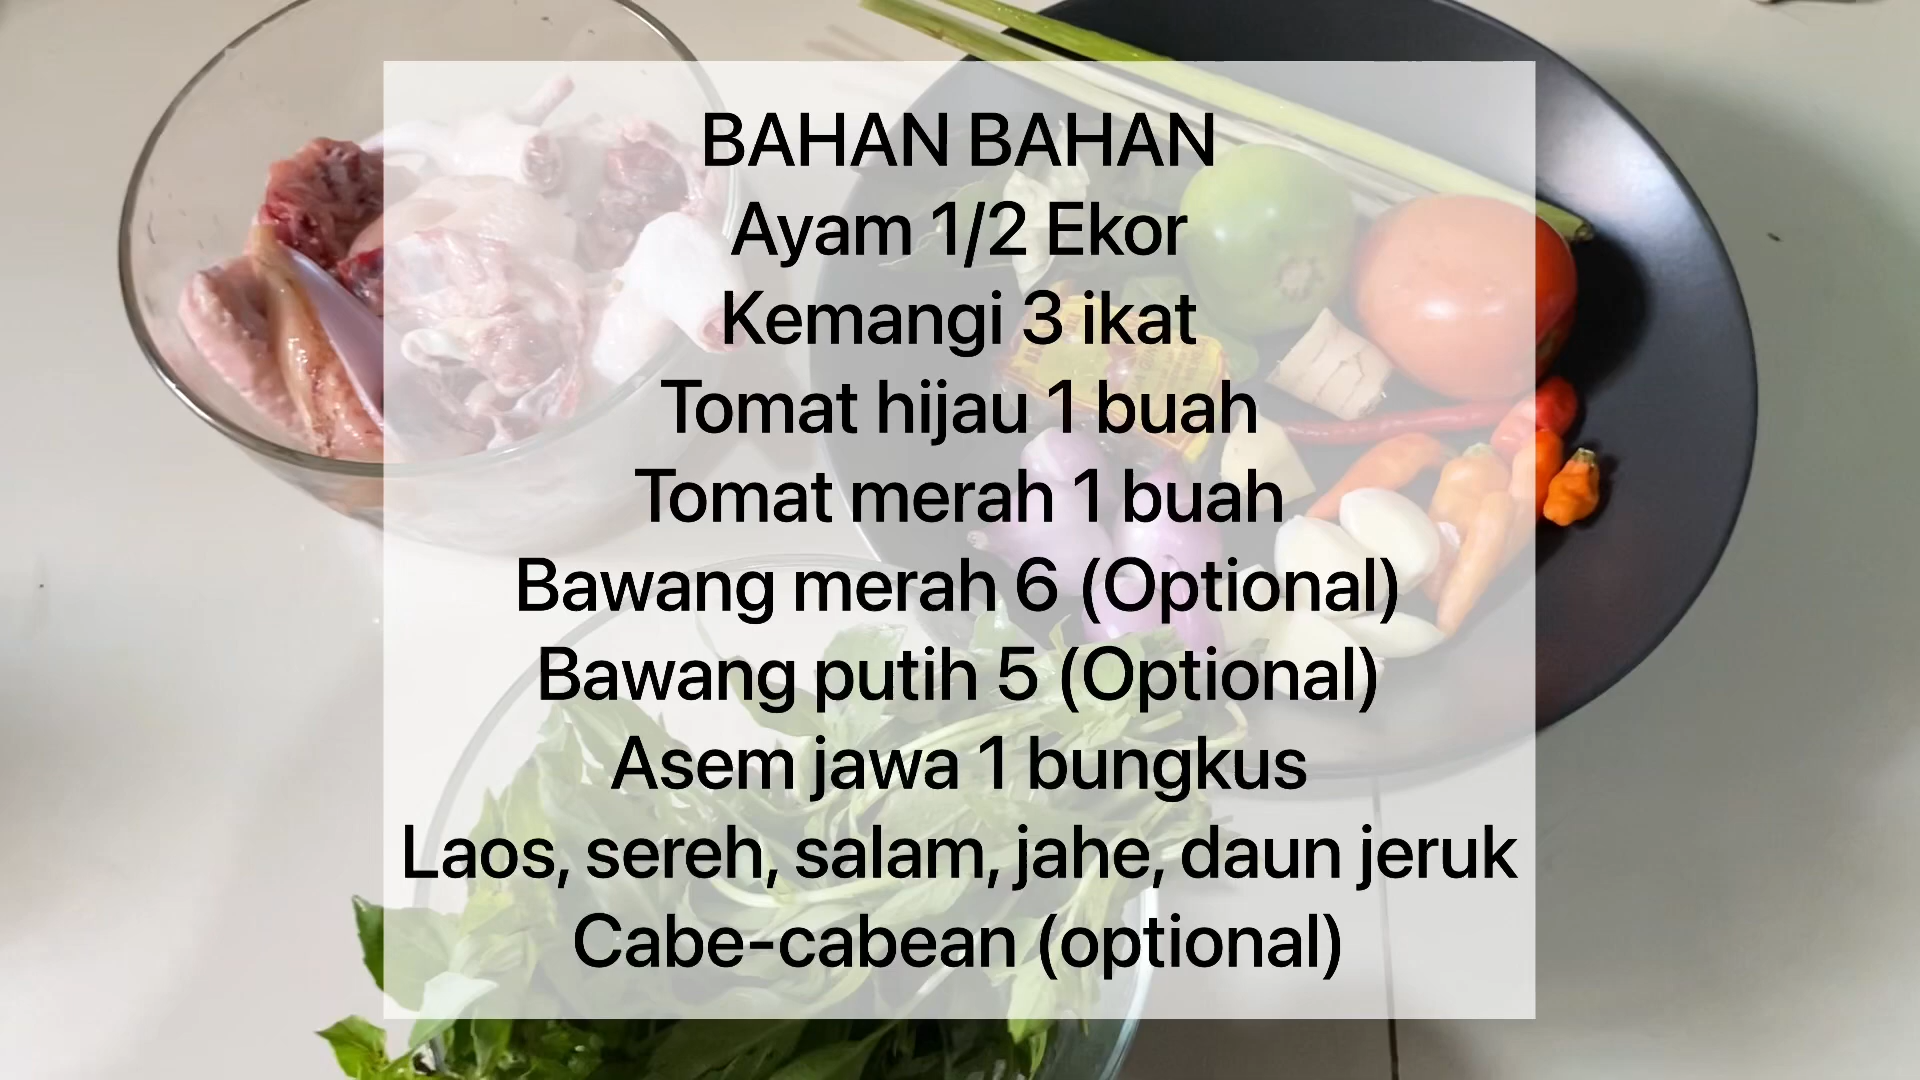 BAHAN BAHAN
Ayam 1/2 Ekor
Kemangi 3 ikat
Tomat hijau 1 buah
Tomat merah 1 buah
Bawang merah 6 (Optional)
Bawang putih 5 (Optional)
Asem jawa 1 bungkus
Laos, sereh, salam, jahe, daun jeruk
Cabe-cabean (optional)